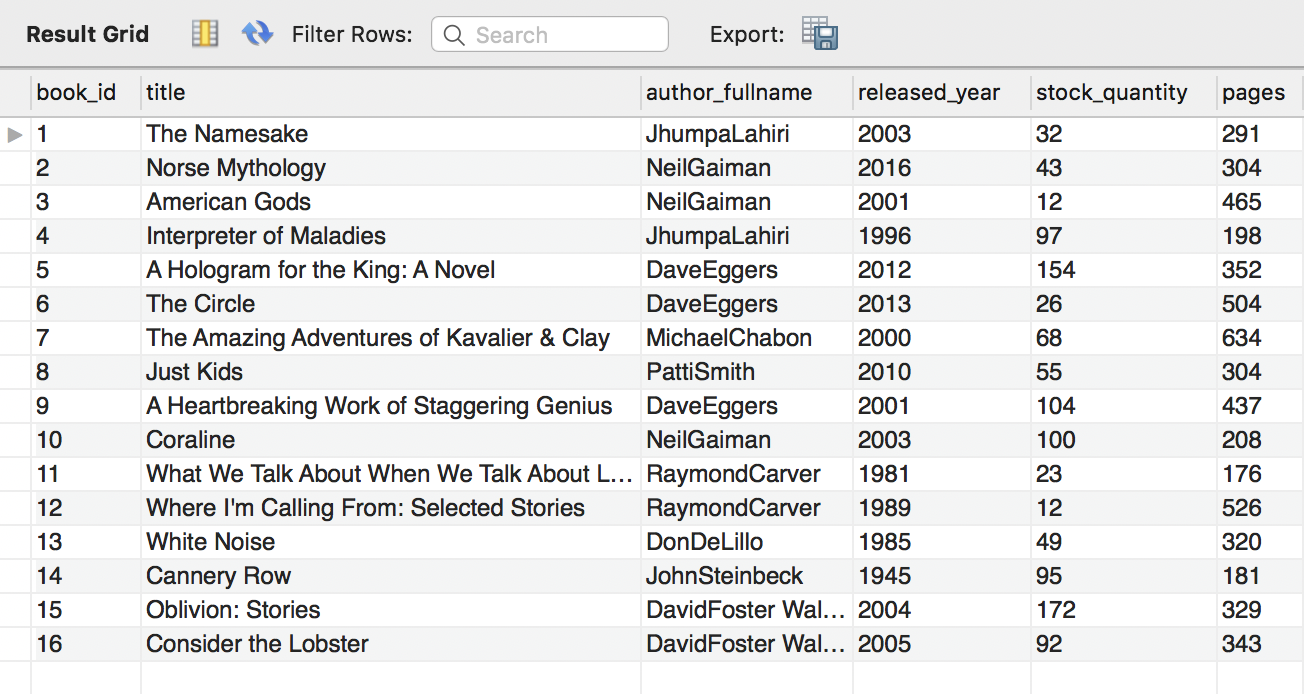 Result Grid Filter Rows: Search Export:
book_id title author_fullname released_year stock_quantity pages
1 The Namesake JhumpaLahiri 2003 32 291
2 Norse Mythology NeilGaiman 2016 43 304
3 American Gods NeilGaiman 2001 12 465
4 Interpreter of Maladies JhumpaLahiri 1996 97 198
5 A Hologram for the King: A Novel DaveEggers 2012 154 352
6 The Circle DaveEggers 2013 26 504
7 The Amazing Adventures of Kavalier & Clay MichaelChabon 2000 68 634
8 Just Kids PattiSmith 2010 55 304
9 A Heartbreaking Work of Staggering Genius DaveEggers 2001 104 437
10 Coraline NeilGaiman 2003 100 208
11 What We Talk About When We Talk About L... RaymondCarver 1981 23 176
12 Where I'm Calling From: Selected Stories RaymondCarver 1989 12 526
13 White Noise DonDeLillo 1985 49 320
14 Cannery Row JohnSteinbeck 1945 95 181
15 Oblivion: Stories DavidFoster Wal... 2004 172 329
16 Consider the Lobster DavidFoster Wal... 2005 92 343